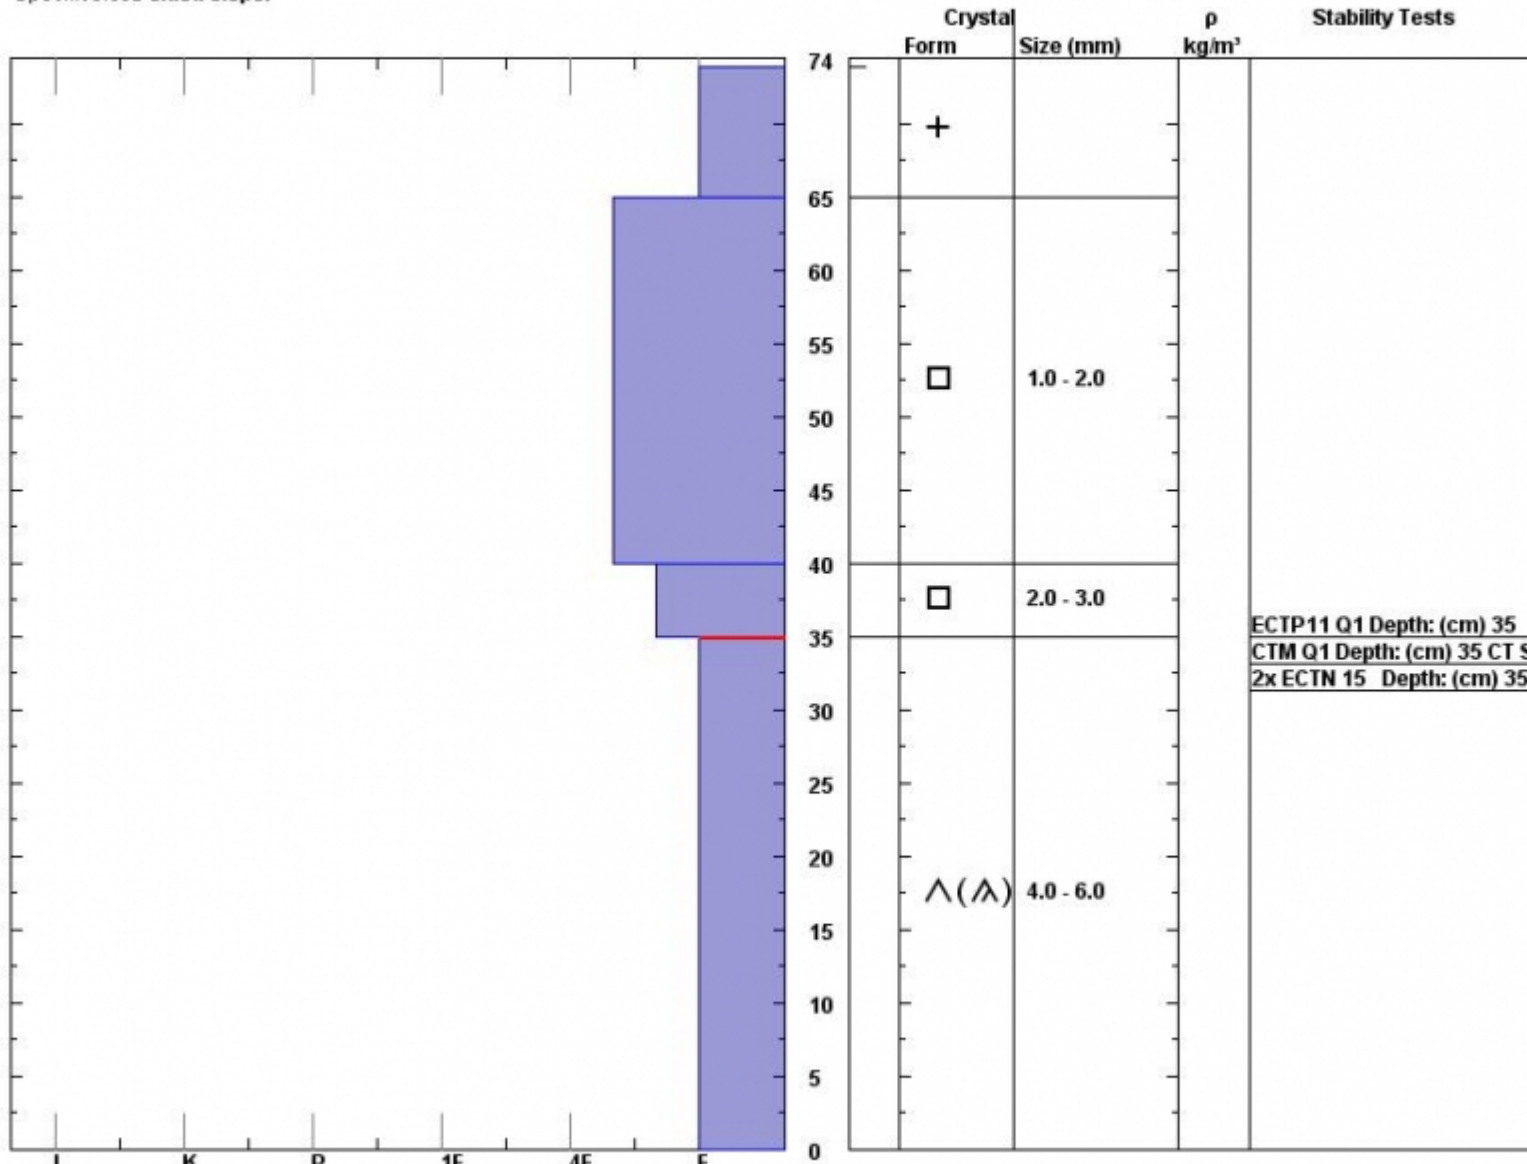 Crystal ρ Stability Tests
Form Size (mm) kg/m³
74
+
65
60
55
1.0 - 2.0
50
45
40
2.0 - 3.0
ECTP11 Q1 Depth: (cm) 35
35
CTM Q1 Depth: (cm) 35 CT S
2x ECTN 15 Depth: (cm) 35
30
25
20
4.0 - 6.0
15
10
5
0
I K P 1F 4F F